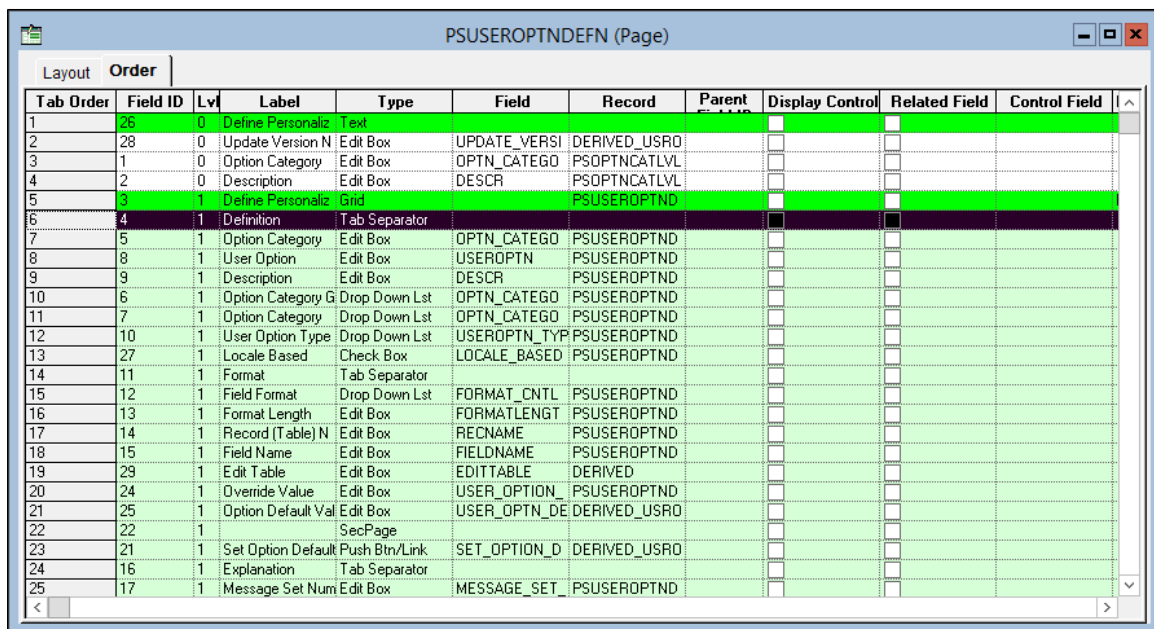 PSUSEROPTNDEFN (Page)
Layout Order
Tab Order Field ID Lvl Label Type Field Record Parent Display Control Related Field Control Field
1 26 0 Define Personaliz Text
2 28 0 Update Version N Edit Box UPDATE_VERSI DERIVED_USRO
3 1 0 Option Category Edit Box OPTN_CATEGO PSOPTNCATLVL
4 2 0 Description Edit Box DESCR PSOPTNCATLVL
5 3 1 Define Personaliz Grid PSUSEROPTND
6 4 1 Definition Tab Separator
7 5 1 Option Category Edit Box OPTN_CATEGO PSUSEROPTND
8 8 1 User Option Edit Box USEROPTN PSUSEROPTND
9 9 1 Description Edit Box DESCR PSUSEROPTND
10 6 1 Option Category G Drop Down Lst OPTN_CATEGO PSUSEROPTND
11 7 1 Option Category Drop Down Lst OPTN_CATEGO PSUSEROPTND
12 10 1 User Option Type Drop Down Lst USEROPTN_TYP PSUSEROPTND
13 27 1 Locale Based Check Box LOCALE_BASED PSUSEROPTND
14 11 1 Format Tab Separator
15 12 1 Field Format Drop Down Lst FORMAT_CNTL PSUSEROPTND
16 13 1 Format Length Edit Box FORMATLENGT PSUSEROPTND
17 14 1 Record (Table) N Edit Box RECNAME PSUSEROPTND
18 15 1 Field Name Edit Box FIELDNAME PSUSEROPTND
19 29 1 Edit Table Edit Box EDITTABLE DERIVED
20 24 1 Override Value Edit Box USER_OPTION_ PSUSEROPTND
21 25 1 Option Default Val Edit Box USER_OPTN_DE DERIVED_USRO
22 22 1 SecPage
23 21 1 Set Option Default Push Btn/Link SET_OPTION_D DERIVED_USRO
24 16 1 Explanation Tab Separator
25 17 1 Message Set Num Edit Box MESSAGE_SET_ PSUSEROPTND